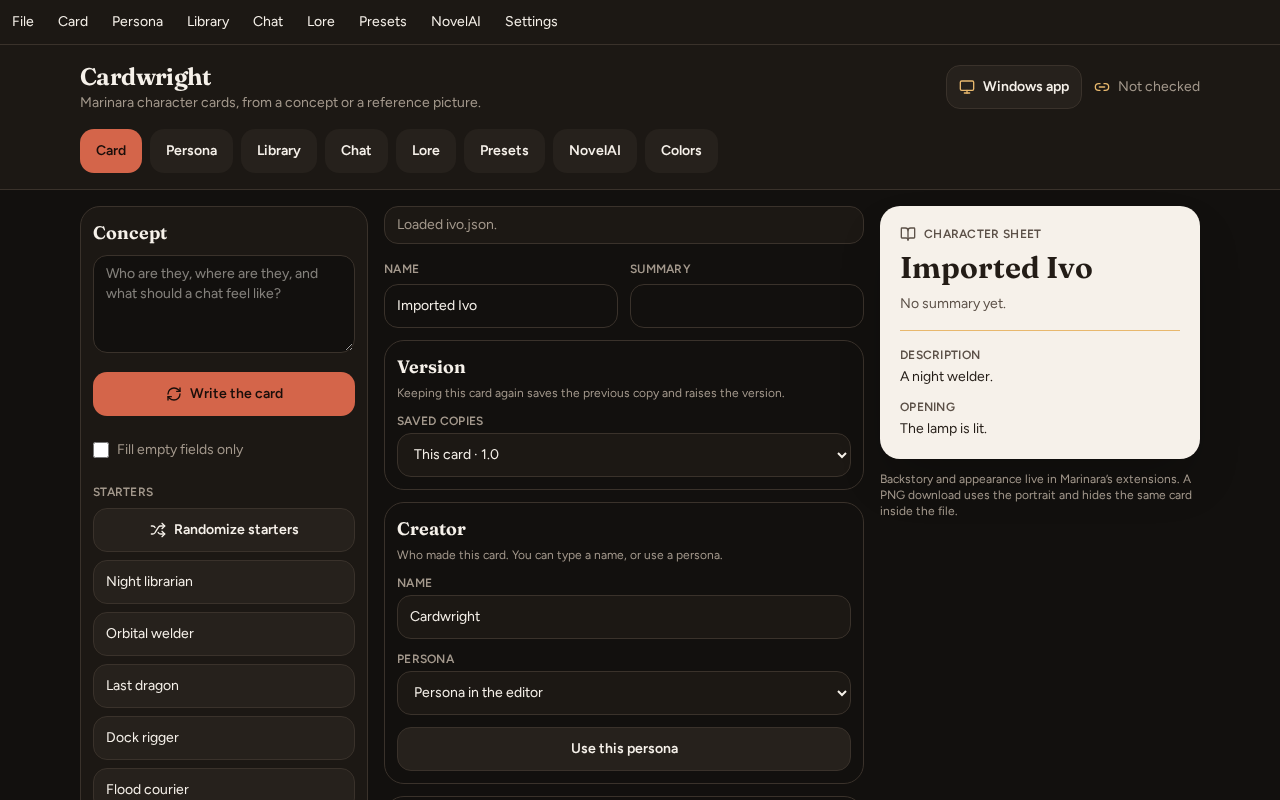 File Card Persona Library Chat Lore Presets NovelAI Settings
Cardwright
Marinara character cards, from a concept or a reference picture.
Windows app
Not checked
Card Persona Library Chat Lore Presets NovelAI Colors
Concept
Who are they, where are they, and
what should a chat feel like?
Write the card
Fill empty fields only
STARTERS
Randomize starters
Night librarian
Orbital welder
Last dragon
Dock rigger
Flood courier
Loaded ivo.json.
NAME
Imported Ivo
SUMMARY
Version
Keeping this card again saves the previous copy and raises the version.
SAVED COPIES
This card · 1.0
Creator
Who made this card. You can type a name, or use a persona.
NAME
Cardwright
PERSONA
Persona in the editor
Use this persona
CHARACTER SHEET
Imported Ivo
No summary yet.
DESCRIPTION
A night welder.
OPENING
The lamp is lit.
Backstory and appearance live in Marinara’s extensions. A
PNG download uses the portrait and hides the same card
inside the file.